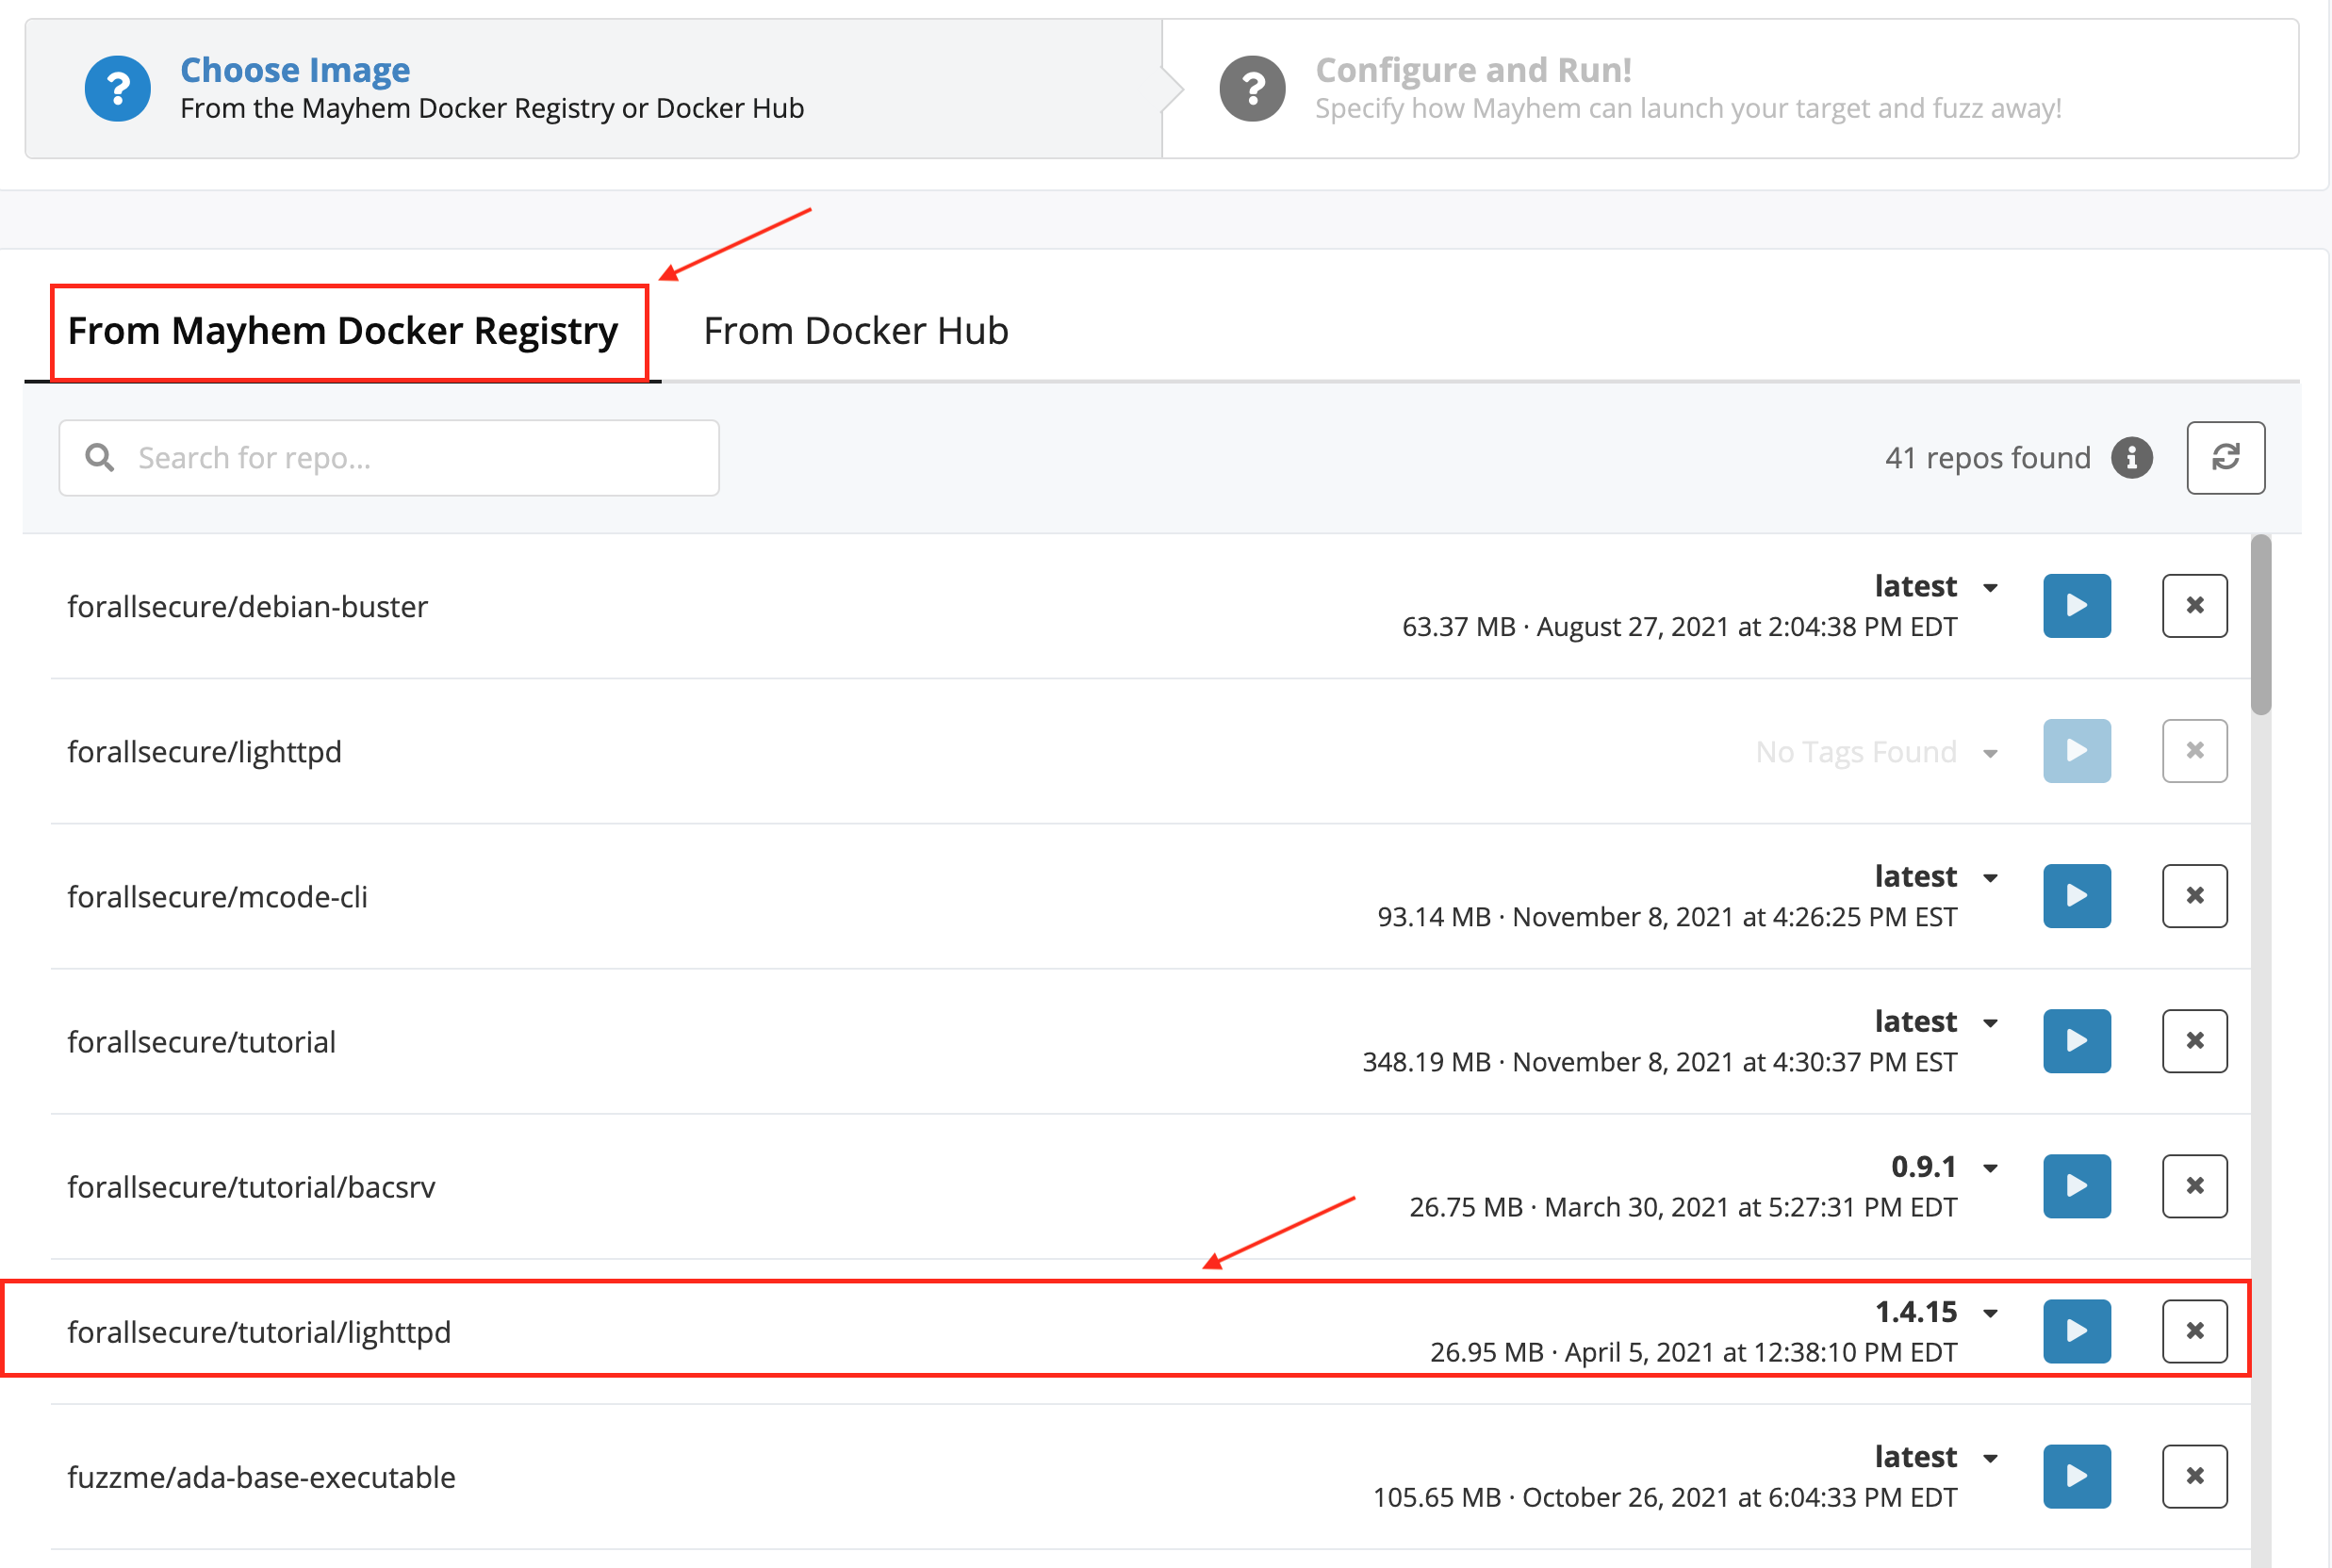 Choose Image
From the Mayhem Docker Registry or Docker Hub
Configure and Run!
Specify how Mayhem can launch your target and fuzz away!
From Mayhem Docker Registry
From Docker Hub
Search for repo...
41 repos found
forallsecure/debian-buster
latest
63.37 MB · August 27, 2021 at 2:04:38 PM EDT
forallsecure/lighttpd
No Tags Found
forallsecure/mcode-cli
latest
93.14 MB · November 8, 2021 at 4:26:25 PM EST
forallsecure/tutorial
latest
348.19 MB · November 8, 2021 at 4:30:37 PM EST
forallsecure/tutorial/bacsrv
0.9.1
26.75 MB · March 30, 2021 at 5:27:31 PM EDT
forallsecure/tutorial/lighttpd
1.4.15
26.95 MB · April 5, 2021 at 12:38:10 PM EDT
fuzzme/ada-base-executable
latest
105.65 MB · October 26, 2021 at 6:04:33 PM EDT